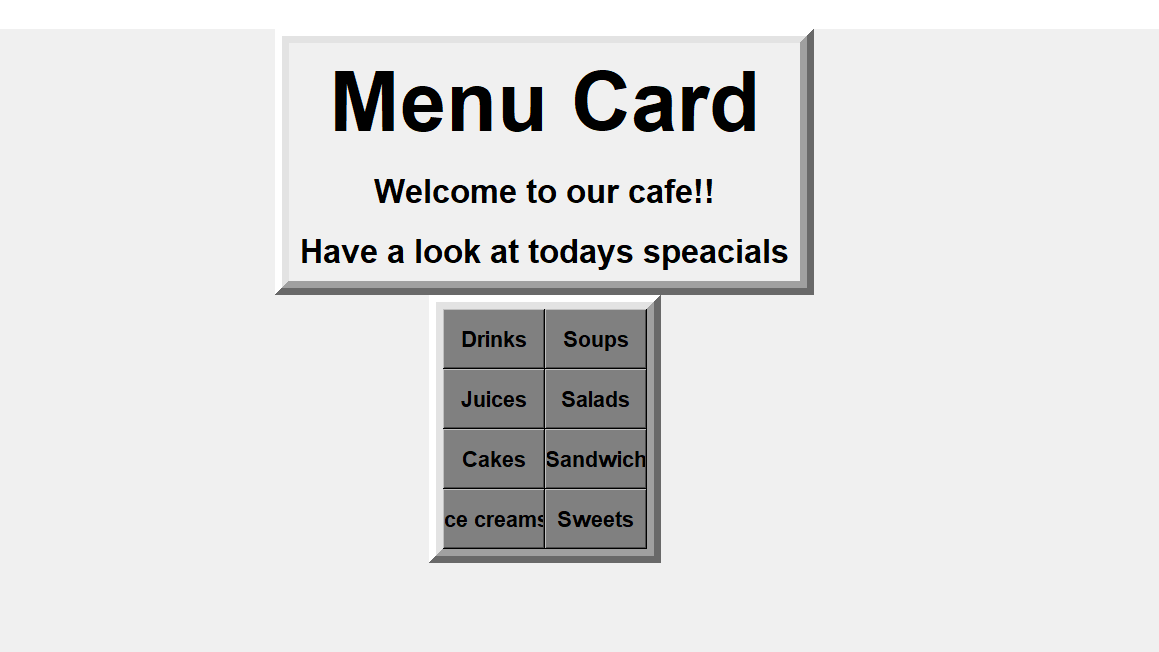 Menu Card
Welcome to our cafe!!
Have a look at todays speacials
Drinks Soups
Juices Salads
Cakes Sandwich
ce creams Sweets